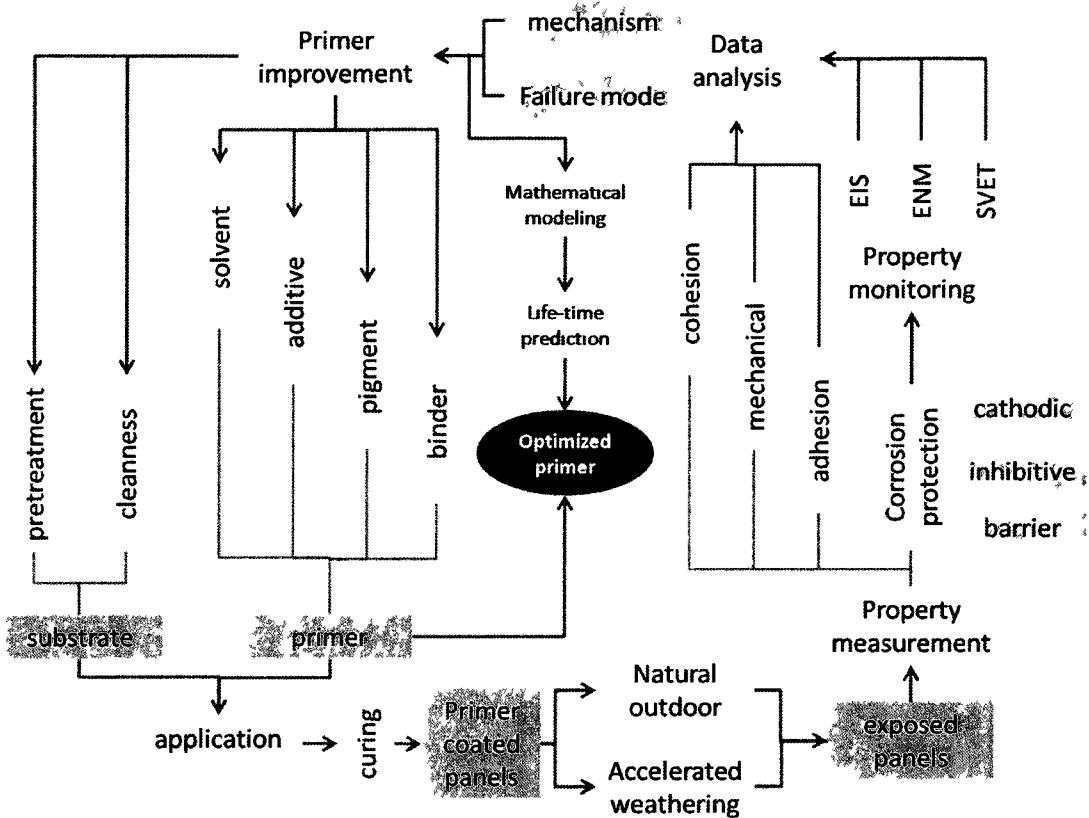 mechanism
Primer
improvement
Failure mode
Data
analysis
EIS
ENM
SVET
Mathematical
modeling
Life-time
prediction
Optimized
primer
solvent
additive
pigment
binder
pretreatment
cleanness
cohesion
mechanical
adhesion
Property
monitoring
Corrosion
protection
cathodic
inhibitive
barrier
substrate
primer
Property
measurement
application
curing
Primer
coated
panels
Natural
outdoor
Accelerated
weathering
exposed
panels